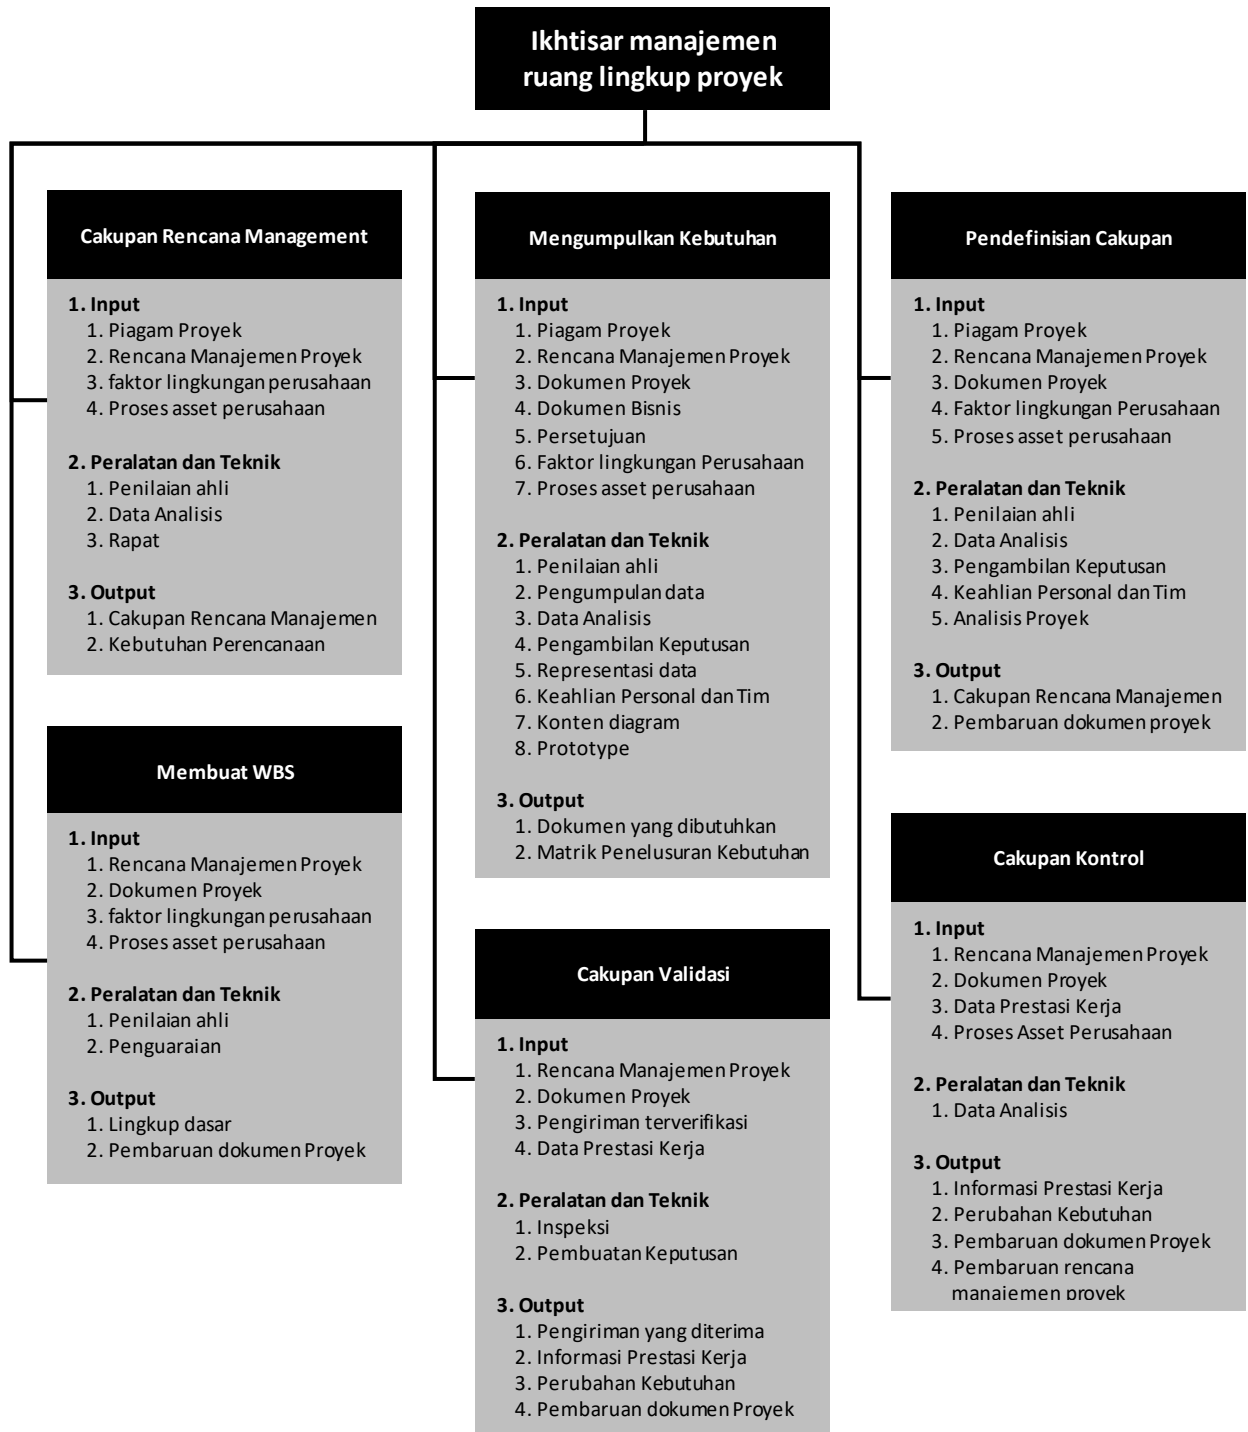 Ikhtisar manajemen
ruang lingkup proyek
Cakupan Rencana Management
1. Input
1. Piagam Proyek
2. Rencana Manajemen Proyek
3. faktor lingkungan perusahaan
4. Proses asset perusahaan
2. Peralatan dan Teknik
1. Penilaian ahli
2. Data Analisis
3. Rapat
3. Output
1. Cakupan Rencana Manajemen
2. Kebutuhan Perencanaan
Mengumpulkan Kebutuhan
1. Input
1. Piagam Proyek
2. Rencana Manajemen Proyek
3. Dokumen Proyek
4. Dokumen Bisnis
5. Persetujuan
6. Faktor lingkungan Perusahaan
7. Proses asset perusahaan
2. Peralatan dan Teknik
1. Penilaian ahli
2. Pengumpulan data
3. Data Analisis
4. Pengambilan Keputusan
5. Representasi data
6. Keahlian Personal dan Tim
7. Konten diagram
8. Prototype
3. Output
1. Dokumen yang dibutuhkan
2. Matrik Penelusuran Kebutuhan
Pendefinisian Cakupan
1. Input
1. Piagam Proyek
2. Rencana Manajemen Proyek
3. Dokumen Proyek
4. Faktor lingkungan Perusahaan
5. Proses asset perusahaan
2. Peralatan dan Teknik
1. Penilaian ahli
2. Data Analisis
3. Pengambilan Keputusan
4. Keahlian Personal dan Tim
5. Analisis Proyek
3. Output
1. Cakupan Rencana Manajemen
2. Pembaruan dokumen proyek
Membuat WBS
1. Input
1. Rencana Manajemen Proyek
2. Dokumen Proyek
3. faktor lingkungan perusahaan
4. Proses asset perusahaan
2. Peralatan dan Teknik
1. Penilaian ahli
2. Penguaraian
3. Output
1. Lingkup dasar
2. Pembaruan dokumen Proyek
Cakupan Validasi
1. Input
1. Rencana Manajemen Proyek
2. Dokumen Proyek
3. Pengiriman terverifikasi
4. Data Prestasi Kerja
2. Peralatan dan Teknik
1. Inspeksi
2. Pembuatan Keputusan
3. Output
1. Pengiriman yang diterima
2. Informasi Prestasi Kerja
3. Perubahan Kebutuhan
4. Pembaruan dokumen Proyek
Cakupan Kontrol
1. Input
1. Rencana Manajemen Proyek
2. Dokumen Proyek
3. Data Prestasi Kerja
4. Proses Asset Perusahaan
2. Peralatan dan Teknik
1. Data Analisis
3. Output
1. Informasi Prestasi Kerja
2. Perubahan Kebutuhan
3. Pembaruan dokumen Proyek
4. Pembaruan rencana
manajemen proyek